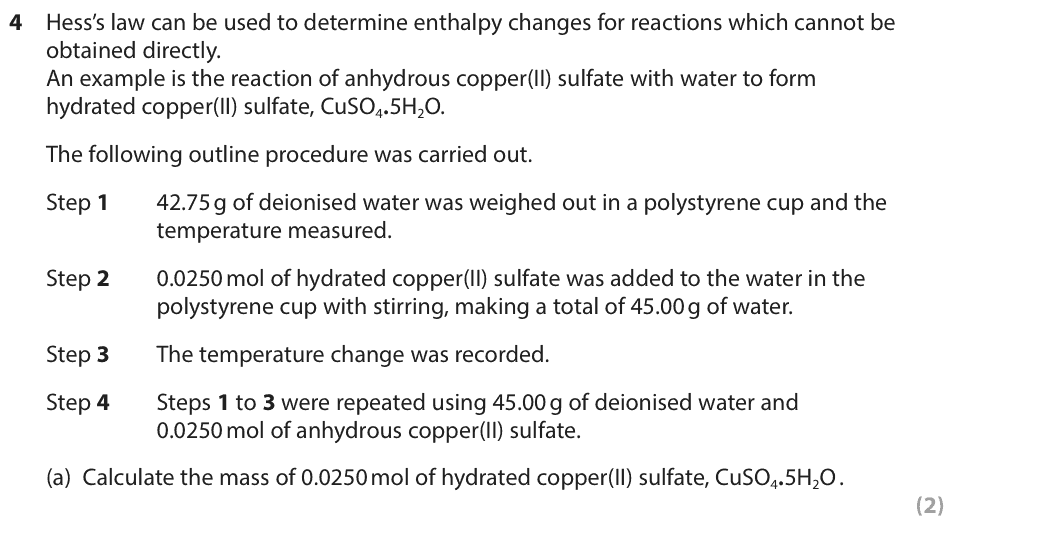 4 Hess's law can be used to determine enthalpy changes for reactions which cannot be
obtained directly.
An example is the reaction of anhydrous copper(II) sulfate with water to form
hydrated copper(II) sulfate, CuSO₄.5H₂O.
The following outline procedure was carried out.
Step 1 42.75 g of deionised water was weighed out in a polystyrene cup and the
temperature measured.
Step 2 0.0250 mol of hydrated copper(II) sulfate was added to the water in the
polystyrene cup with stirring, making a total of 45.00 g of water.
Step 3 The temperature change was recorded.
Step 4 Steps 1 to 3 were repeated using 45.00 g of deionised water and
0.0250 mol of anhydrous copper(II) sulfate.
(a) Calculate the mass of 0.0250 mol of hydrated copper(II) sulfate, CuSO₄.5H₂O.
(2)